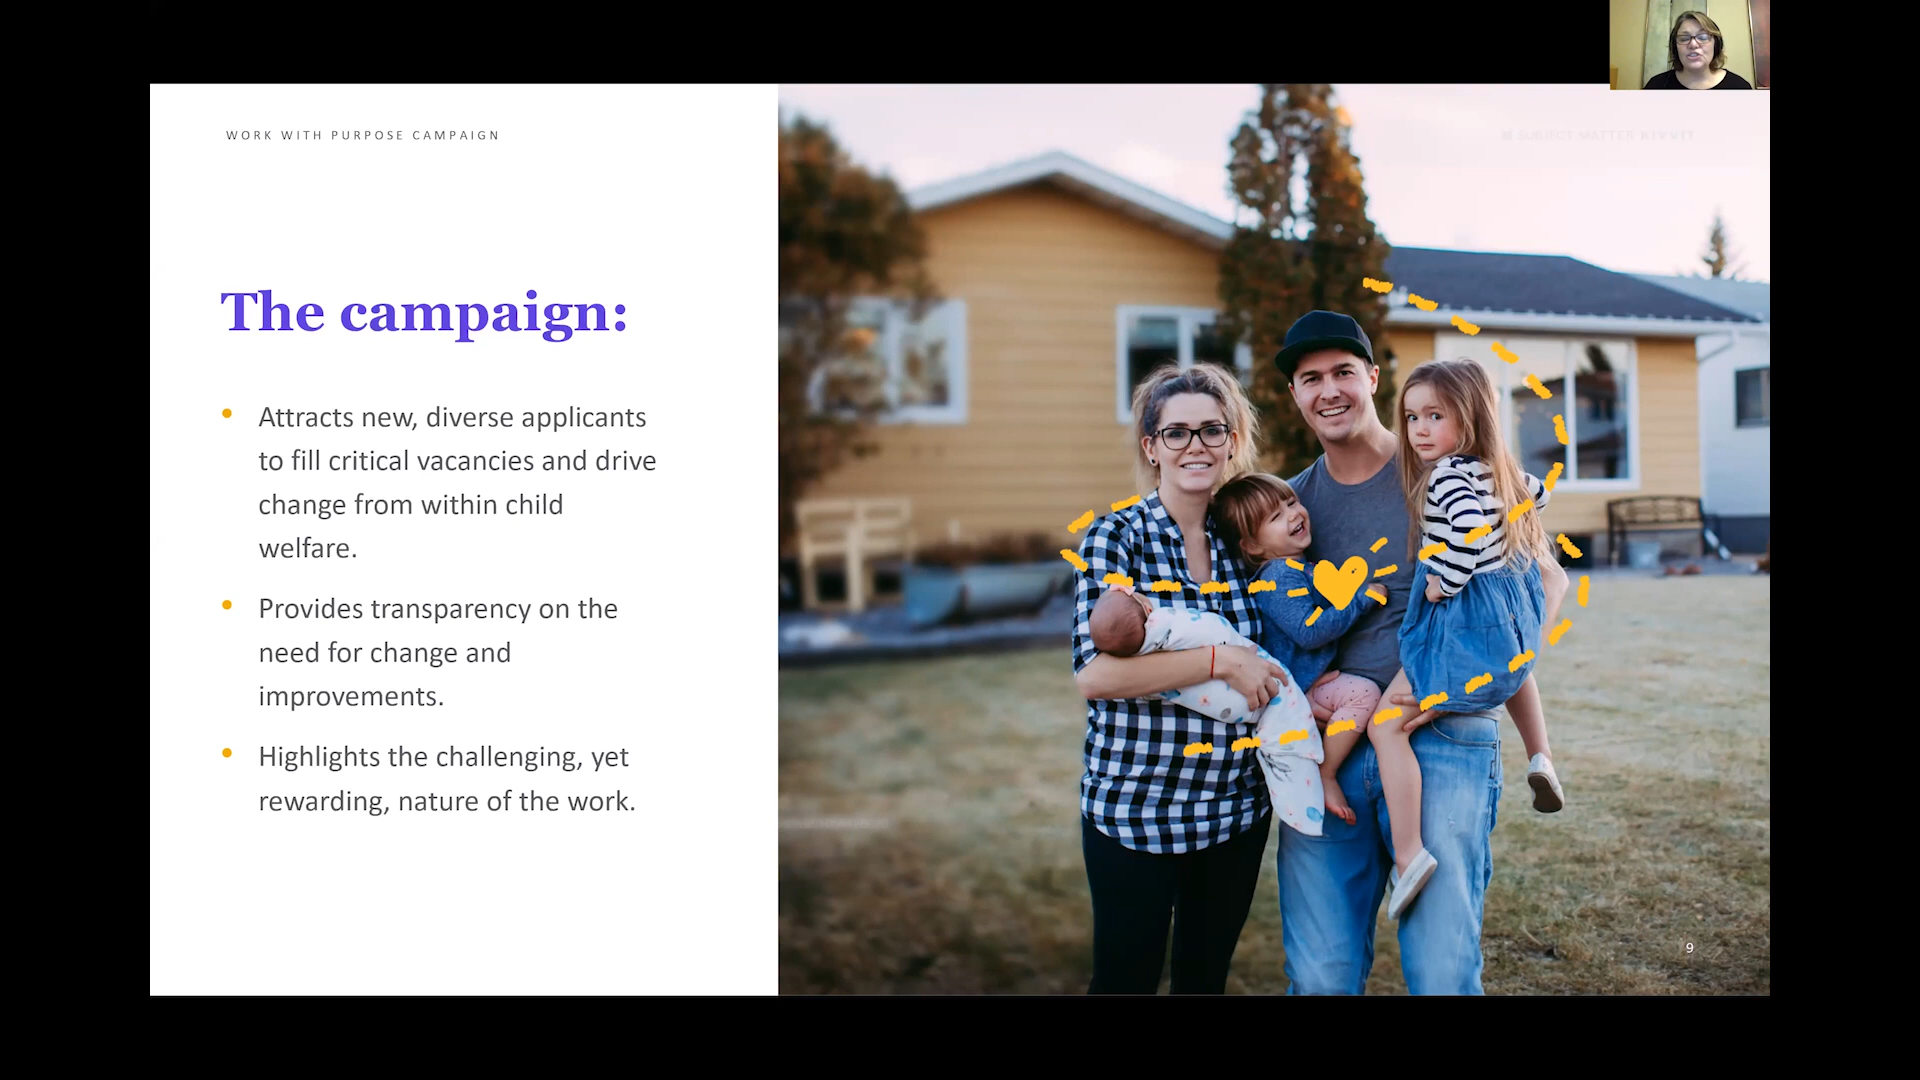 WORK WITH PURPOSE CAMPAIGN
SUBJECT MATTER
The campaign:
• Attracts new, diverse applicants
to fill critical vacancies and drive
change from within child
welfare.
• Provides transparency on the
need for change and
improvements.
• Highlights the challenging, yet
rewarding, nature of the work.
9